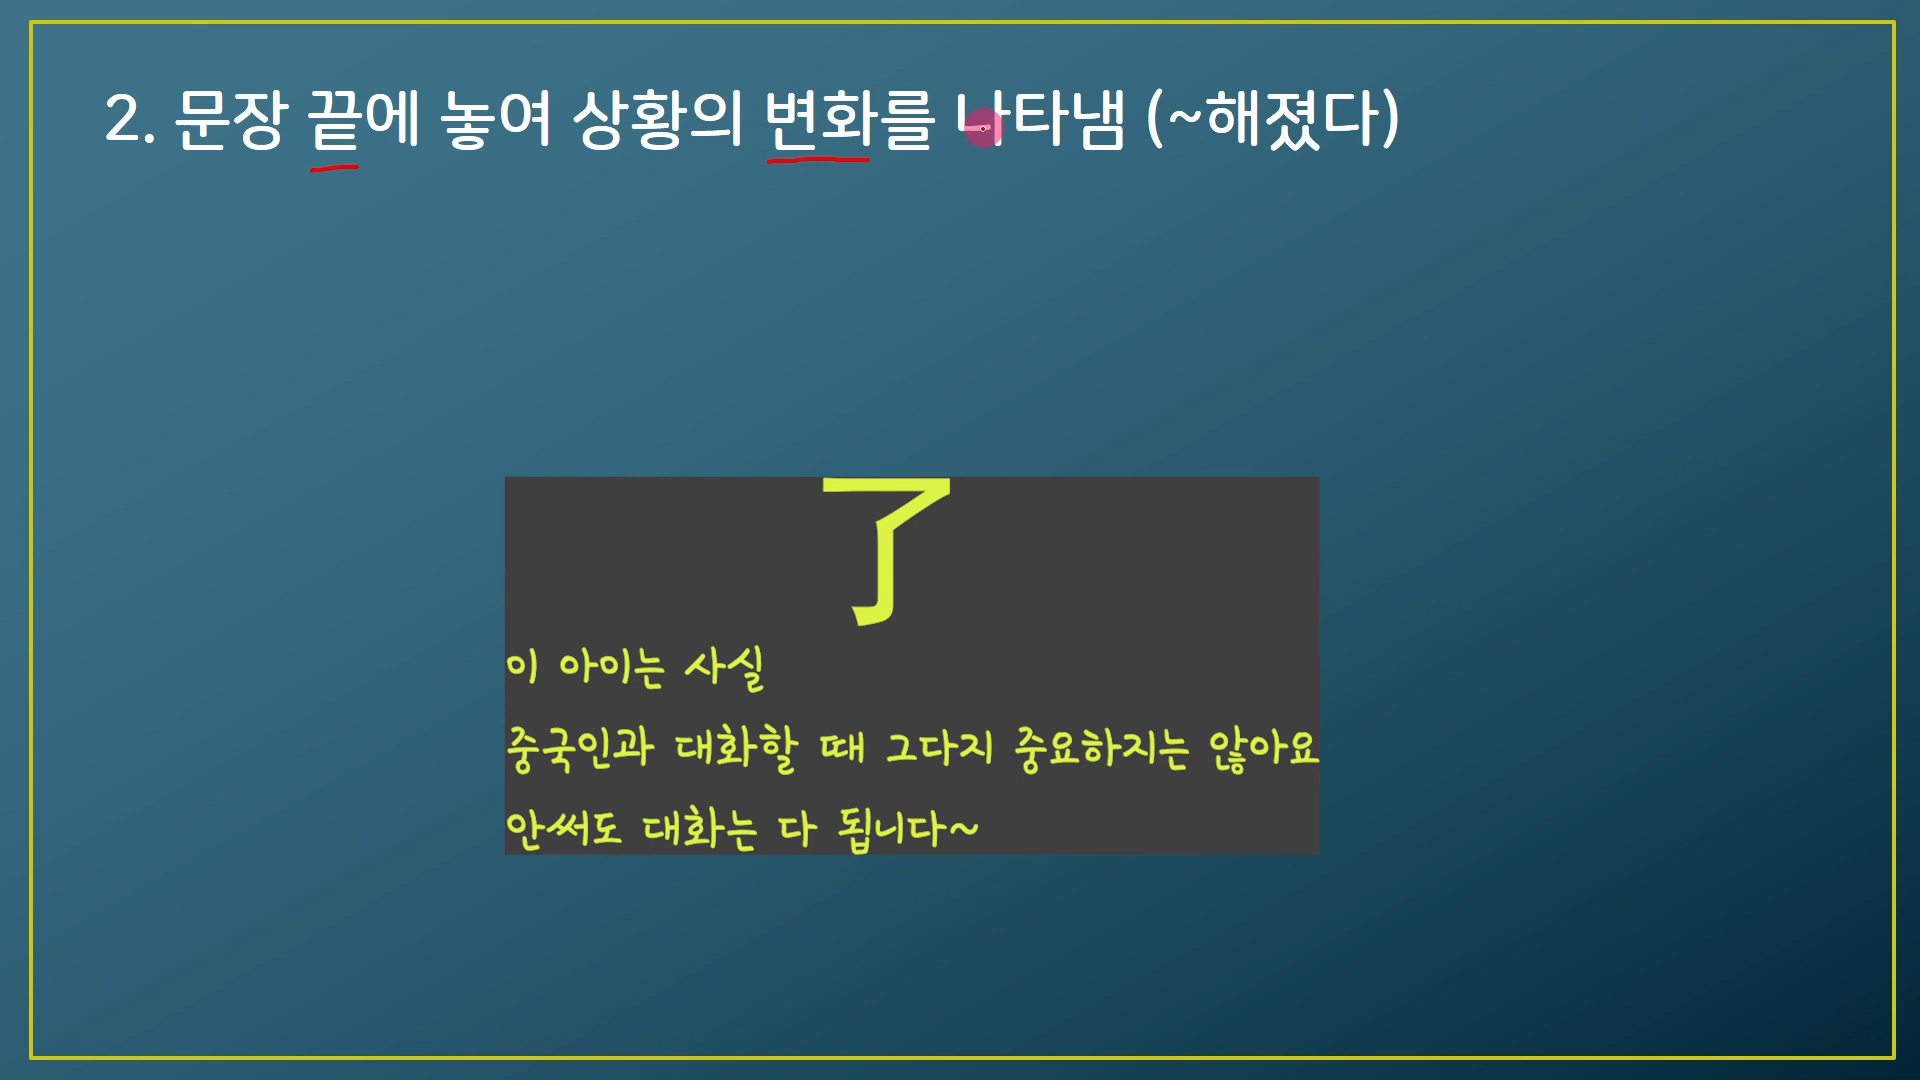 2. 문장 끝에 놓여 상황의 변화를 나타냄 (~해졌다)
了
이 아이는 사실
중국인과 대화할 때 그다지 중요하지는 않아요
안써도 대화는 다 됩니다~